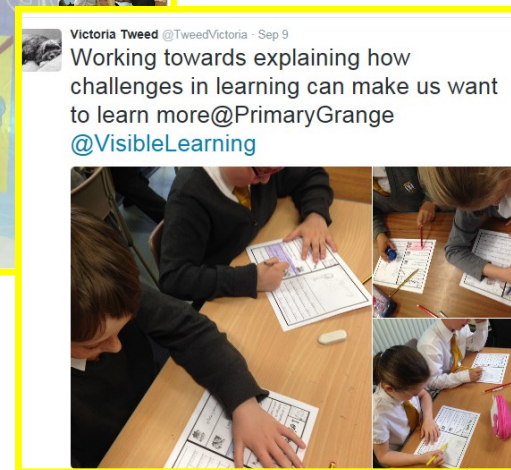 Victoria Tweed @TweedVictoria · Sep 9
Working towards explaining how
challenges in learning can make us want
to learn more@PrimaryGrange
@VisibleLearning